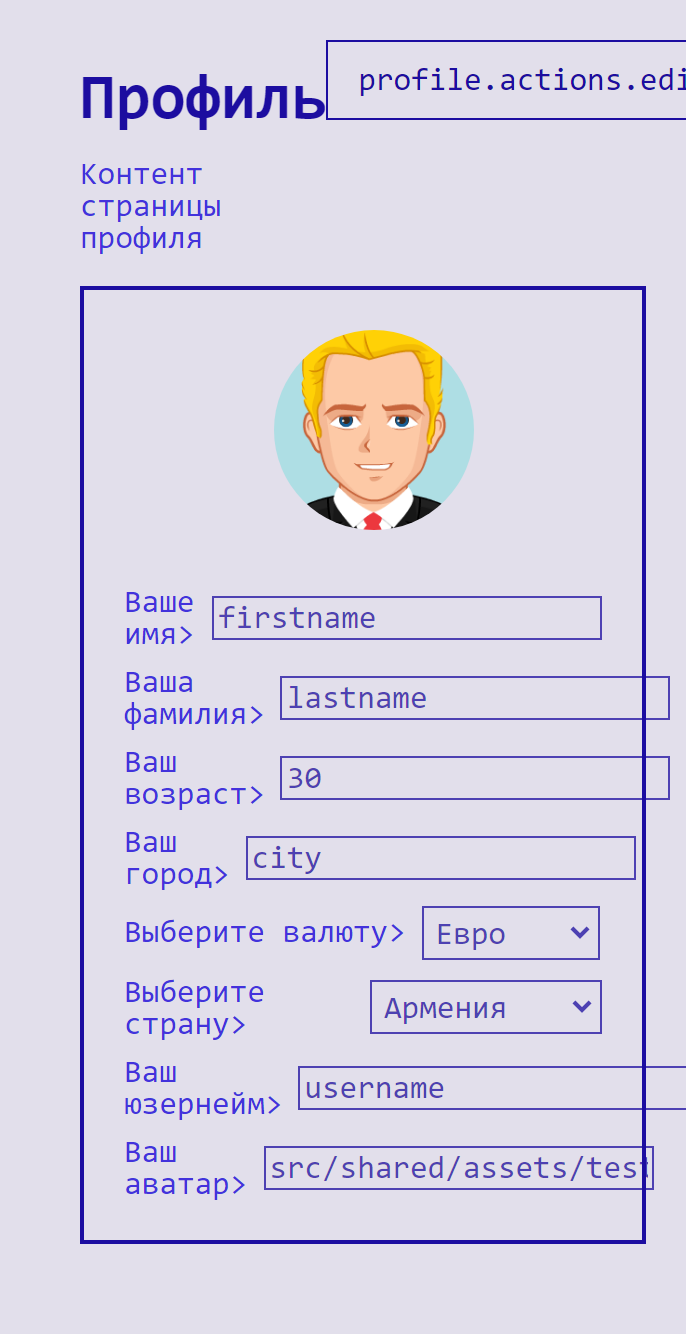 Профиль
profile.actions.edi
Контент
страницы
профиля
Ваше
имя>
firstname
Ваша
фамилия>
lastname
Ваш
возраст>
30
Ваш
город>
city
Выберите валюту>
Евро
Выберите
страну>
Армения
Ваш
юзернейм>
username
Ваш
аватар>
src/shared/assets/test